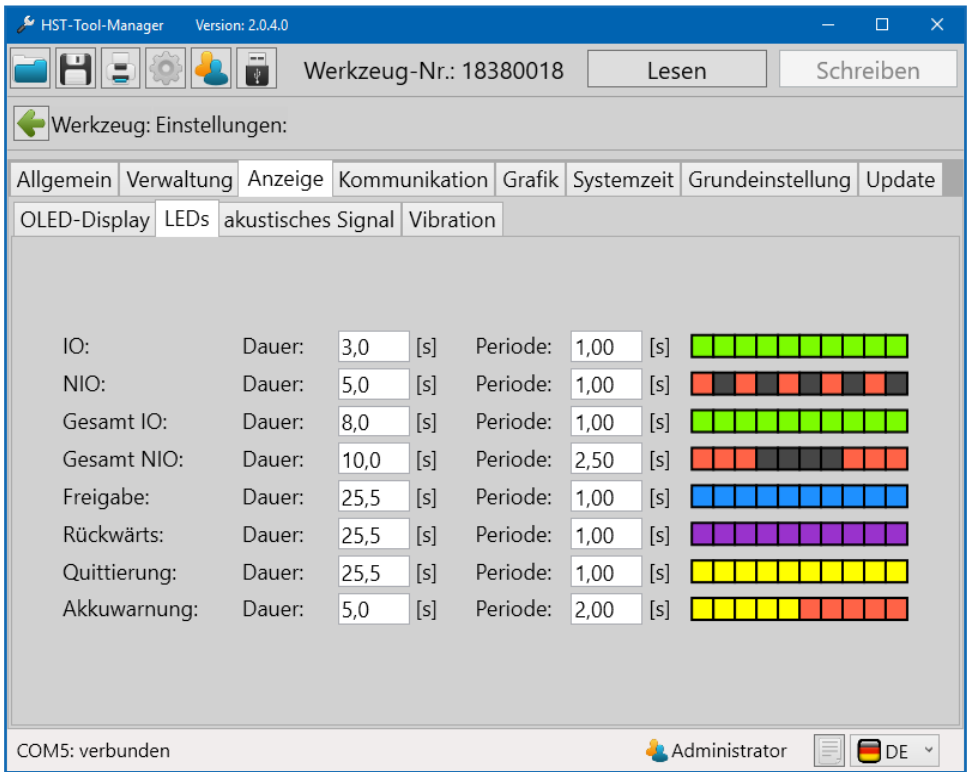 HST-Tool-Manager Version: 2.0.4.0
Werkzeug-Nr.: 18380018 Lesen Schreiben
Werkzeug: Einstellungen:
Allgemein Verwaltung Anzeige Kommunikation Grafik Systemzeit Grundeinstellung Update
OLED-Display LEDs akustisches Signal Vibration
IO: Dauer: 3,0 [s] Periode: 1,00 [s]
NIO: Dauer: 5,0 [s] Periode: 1,00 [s]
Gesamt IO: Dauer: 8,0 [s] Periode: 1,00 [s]
Gesamt NIO: Dauer: 10,0 [s] Periode: 2,50 [s]
Freigabe: Dauer: 25,5 [s] Periode: 1,00 [s]
Rückwärts: Dauer: 25,5 [s] Periode: 1,00 [s]
Quittierung: Dauer: 25,5 [s] Periode: 1,00 [s]
Akkuwarnung: Dauer: 5,0 [s] Periode: 2,00 [s]
COM5: verbunden Administrator DE